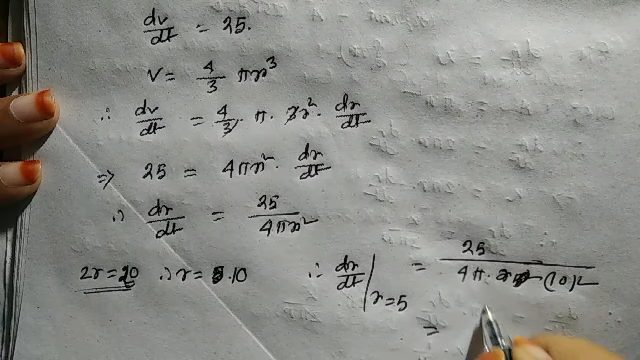 dv/dt = 25.
v = 4/3 πr³
∴ dv/dt = 4/3 π. 3r². dr/dt
⇒ 25 = 4πr². dr/dt
∴ dr/dt = 25/4πr²
2r = 20 ∴ r = 10 ∴ dr/dt | r=5 = 25/4π.(10)²
=